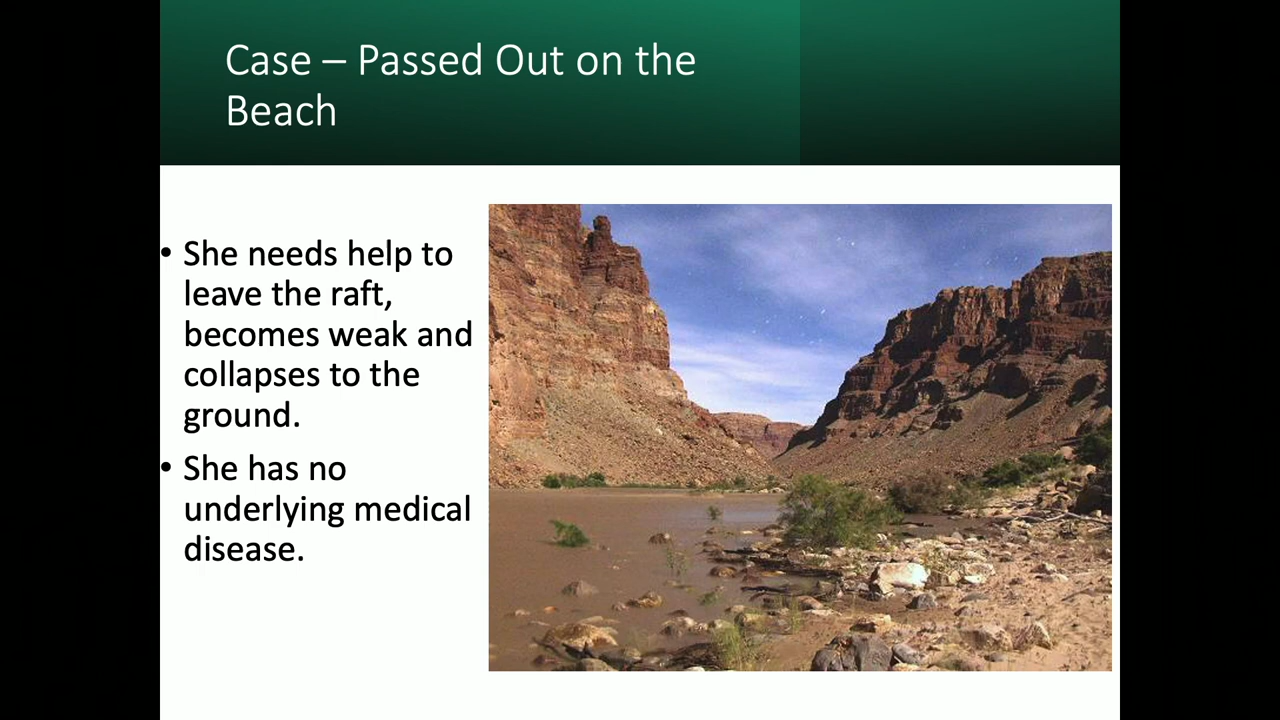 Case – Passed Out on the
Beach
• She needs help to
leave the raft,
becomes weak and
collapses to the
ground.
• She has no
underlying medical
disease.